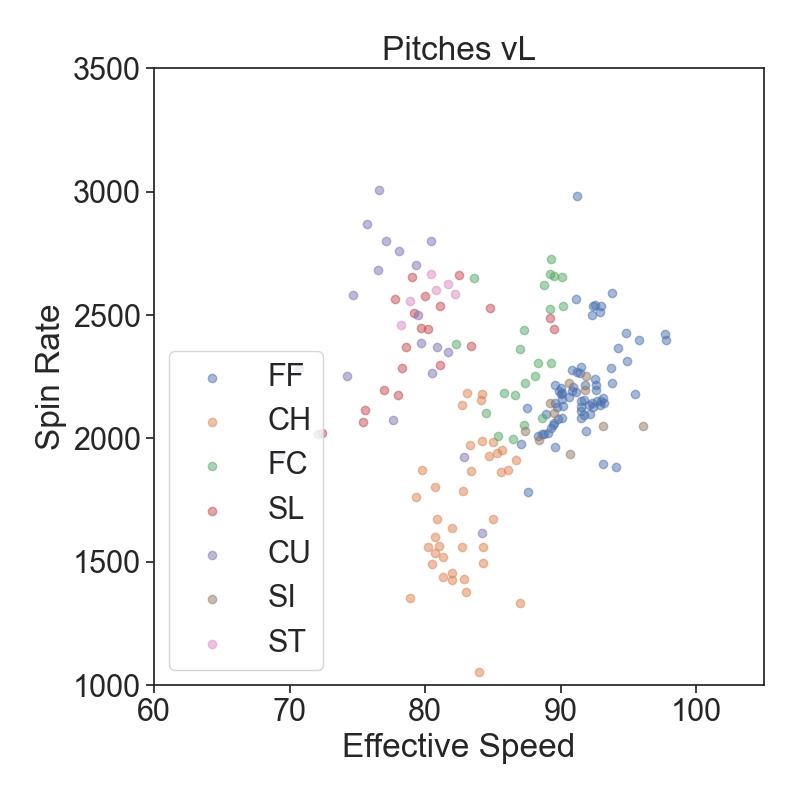 Pitches vL
3500
3000
2500
2000
1500
1000
Spin Rate
FF
CH
FC
SL
CU
SI
ST
60
70
80
90
100
Effective Speed